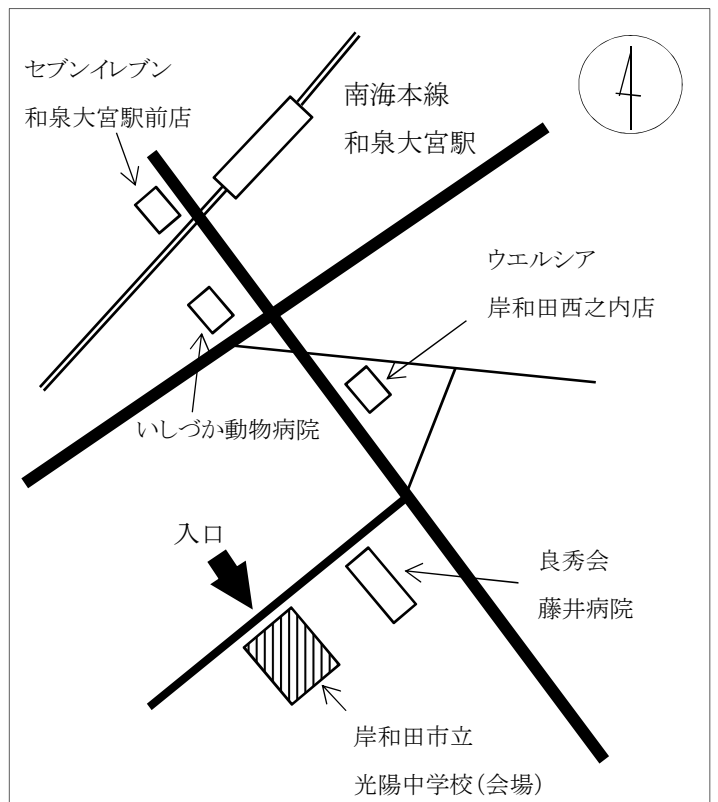 セブンイレブン
和泉大宮駅前店
南海本線
和泉大宮駅
ウエルシア
岸和田西之内店
いしづか動物病院
入口
良秀会
藤井病院
岸和田市立
光陽中学校(会場)